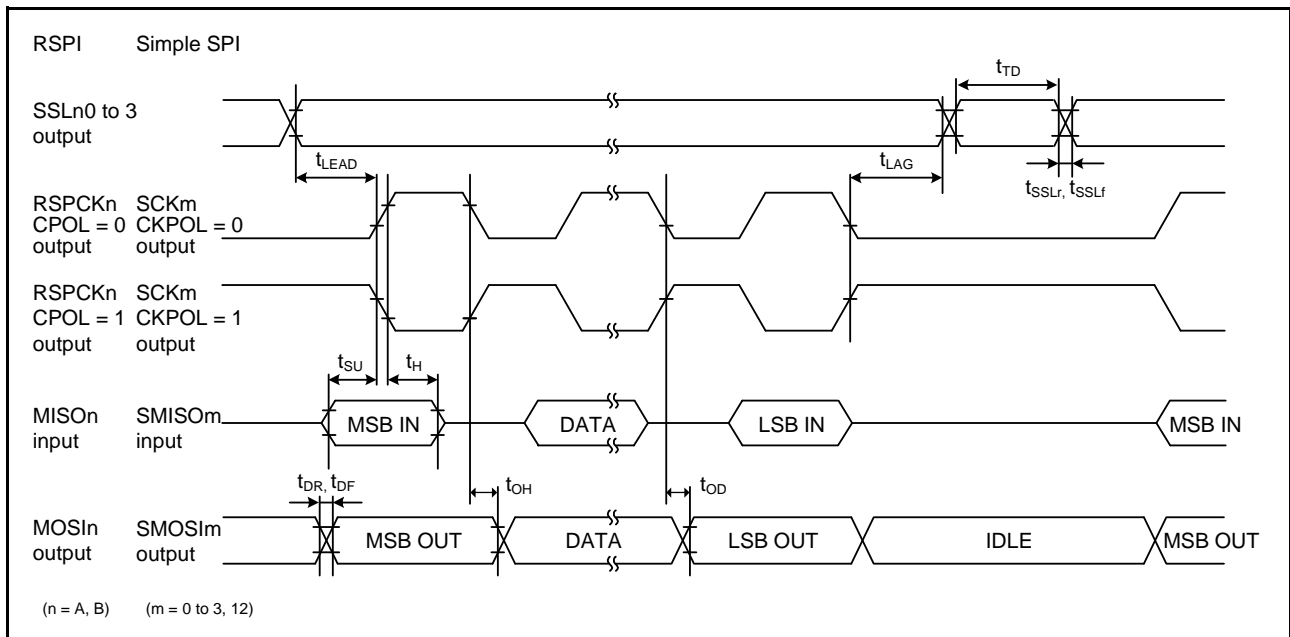 RSPI Simple SPI
tTD
SSLn0 to 3
output
tLEAD
tLAG
tSSLr, tSSLf
RSPCKn SCKm
CPOL = 0 CKPOL = 0
output output
RSPCKn SCKm
CPOL = 1 CKPOL = 1
output output
tSU tH
MISOn SMISOm
input input
MSB IN DATA LSB IN MSB IN
tDR, tDF tOH tOD
MOSIn SMOSIm
output output
MSB OUT DATA LSB OUT IDLE MSB OUT
(n = A, B) (m = 0 to 3, 12)